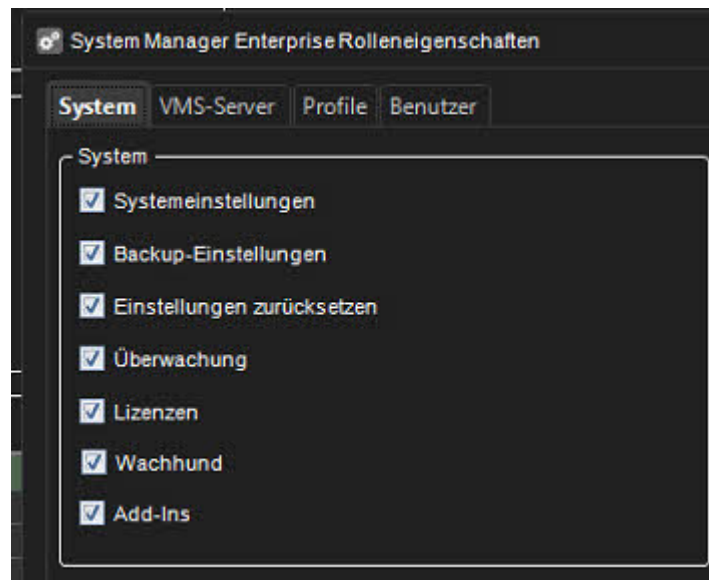 System Manager Enterprise Rolleneigenschaften
System VMS-Server Profile Benutzer
System
Systemeinstellungen
Backup-Einstellungen
Einstellungen zurücksetzen
Überwachung
Lizenzen
Wachhund
Add-Ins